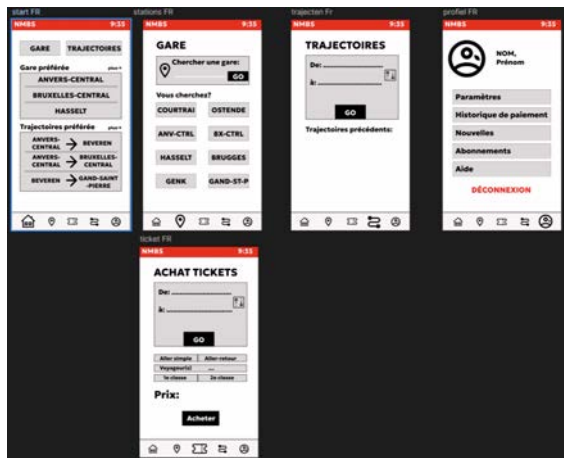 start FR
NMBS 9:35
GARE TRAJECTOIRES
Gare préférée plus +
ANVERS-CENTRAL
BRUXELLES-CENTRAL
HASSELT
Trajectoires préférée plus +
ANVERS-CENTRAL → BEVEREN
ANVERS-CENTRAL → BRUXELLES-CENTRAL
BEVEREN → GAND-SAINT-PIERRE
stations FR
NMBS 9:35
GARE
Chercher une gare:
GO
Vous cherchez?
COURTRAI OSTENDE
ANV-CTRL BX-CTRL
HASSELT BRUGGES
GENK GAND-ST-P
trajecten Fr
NMBS 9:35
TRAJECTOIRES
De:
à:
GO
Trajectoires précédents:
profiel FR
NMBS 9:35
NOM,
Prénom
Paramètres
Historique de paiement
Nouvelles
Abonnements
Aide
DÉCONNEXION
ticket FR
NMBS 9:35
ACHAT TICKETS
De:
à:
GO
Aller simple Aller-retour
Voyageur(s) ...
1e classe 2e classe
Prix:
Acheter